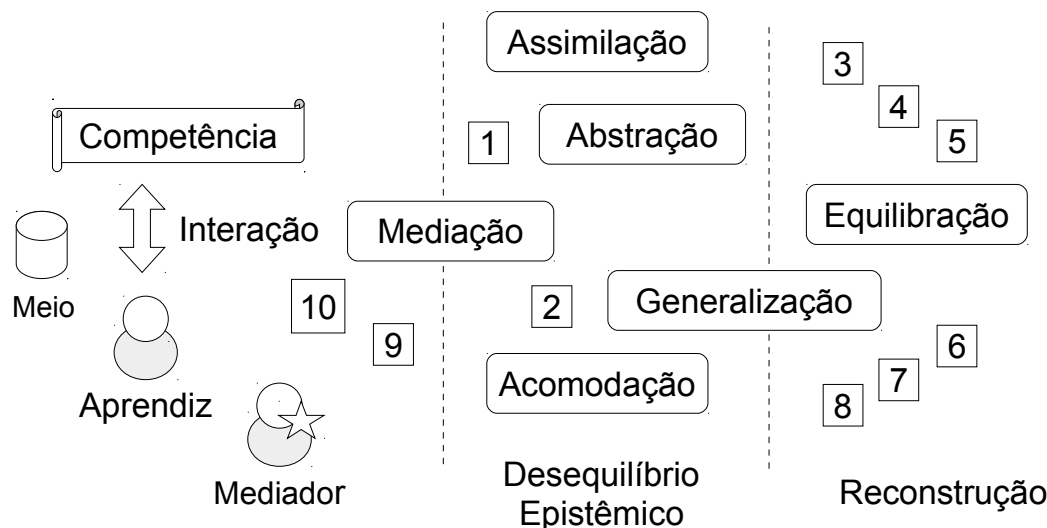 Assimilação
3
4
Competência
1
Abstração
5
Interação
Mediação
Equilibração
Meio
10
2
Generalização
9
6
Aprendiz
Acomodação
7
8
Mediador
Desequilíbrio
Epistêmico
Reconstrução